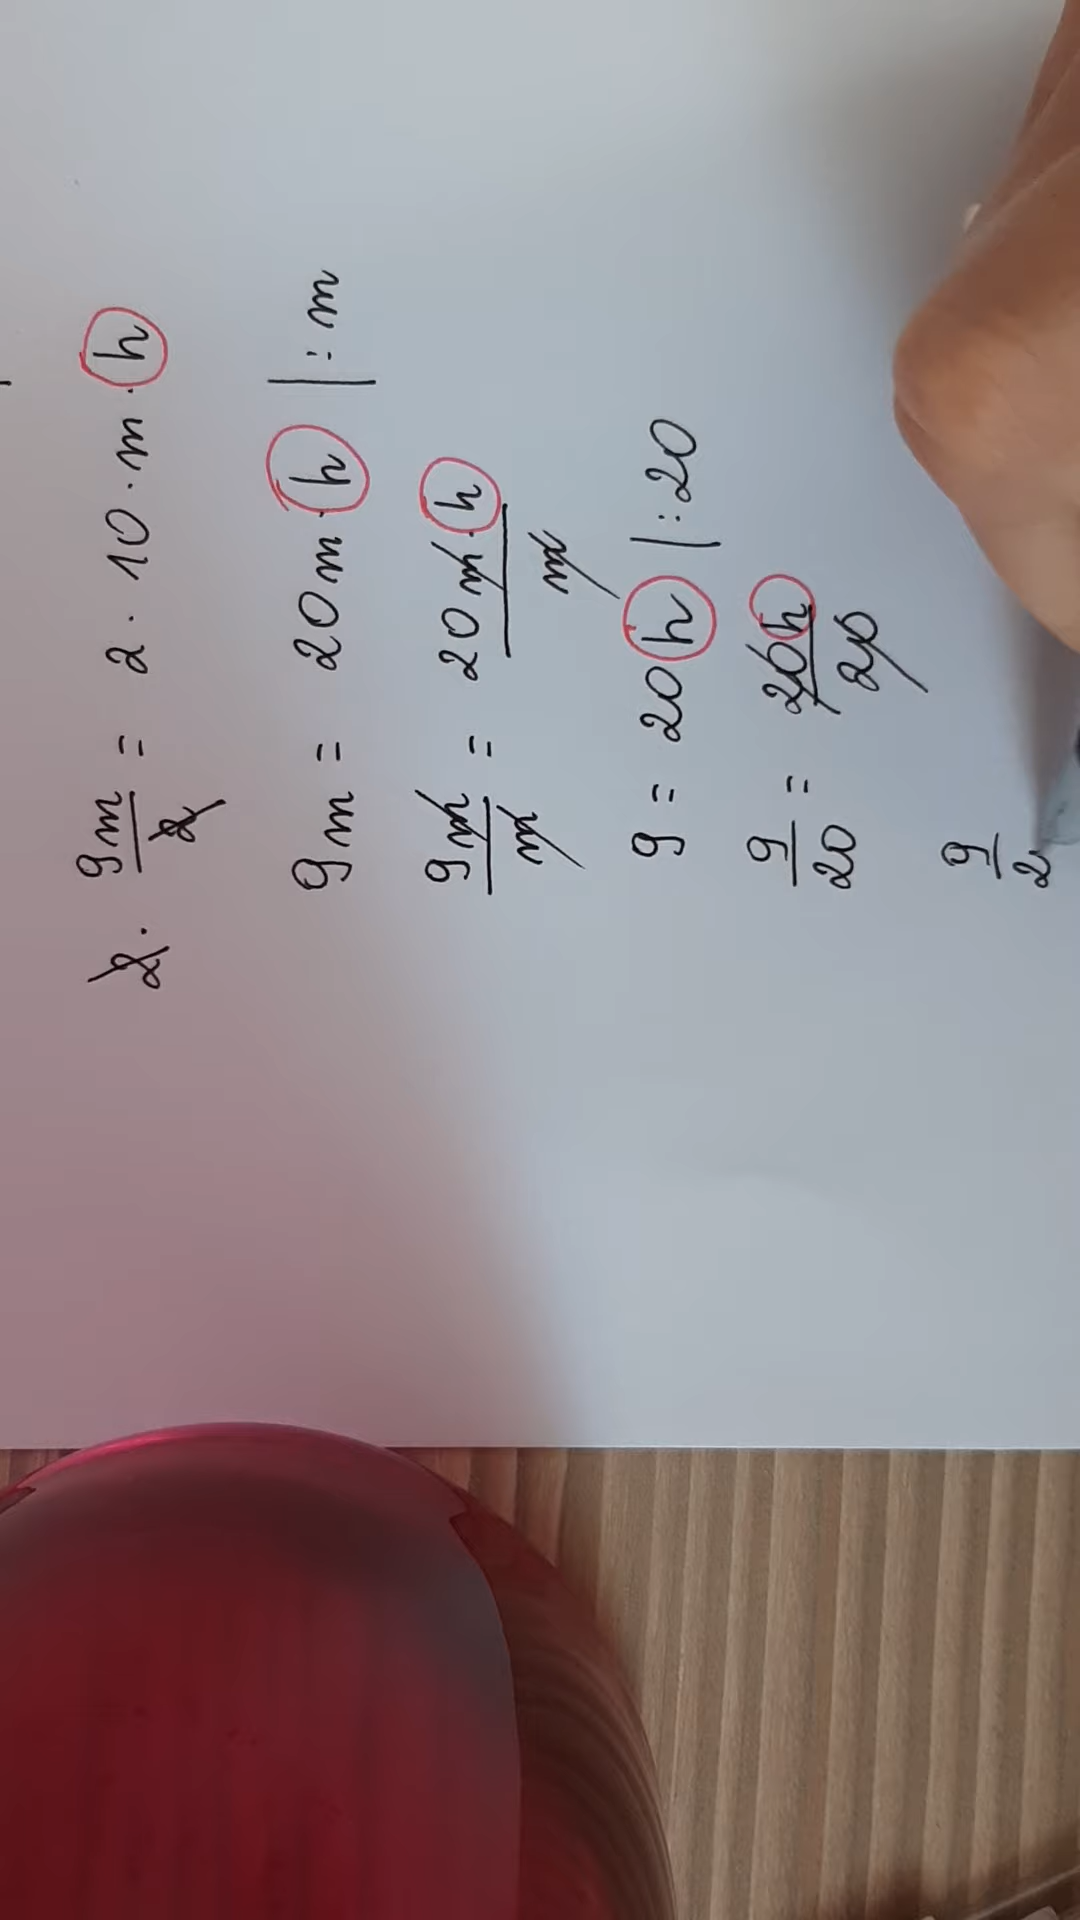 2 · 9m/2 = 2 · 10 · m · h
9m = 20m · h | : m
9m/m = 20m · h/m
9 = 20h | : 20
9/20 = 20h/20
9/2